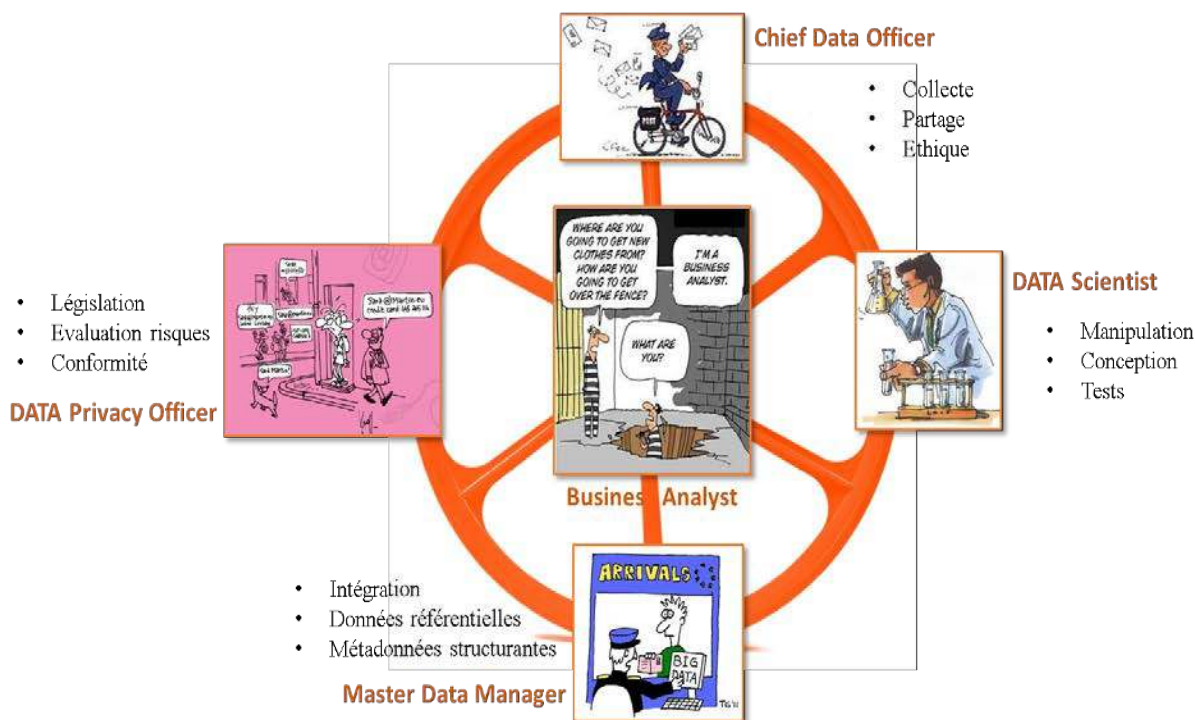 Chief Data Officer
• Collecte
• Partage
• Ethique
POST
WHERE ARE YOU
GOING TO GET NEW
CLOTHES FROM?
HOW ARE YOU
GOING TO GET
OVER THE FENCE?
I'M A
BUSINESS
ANALYST.
WHAT ARE
YOU?
Business Analyst
DATA Scientist
• Manipulation
• Conception
• Tests
• Législation
• Evaluation risques
• Conformité
DATA Privacy Officer
ARRIVALS
BIG
DATA
• Intégration
• Données référentielles
• Métadonnées structurantes
Master Data Manager